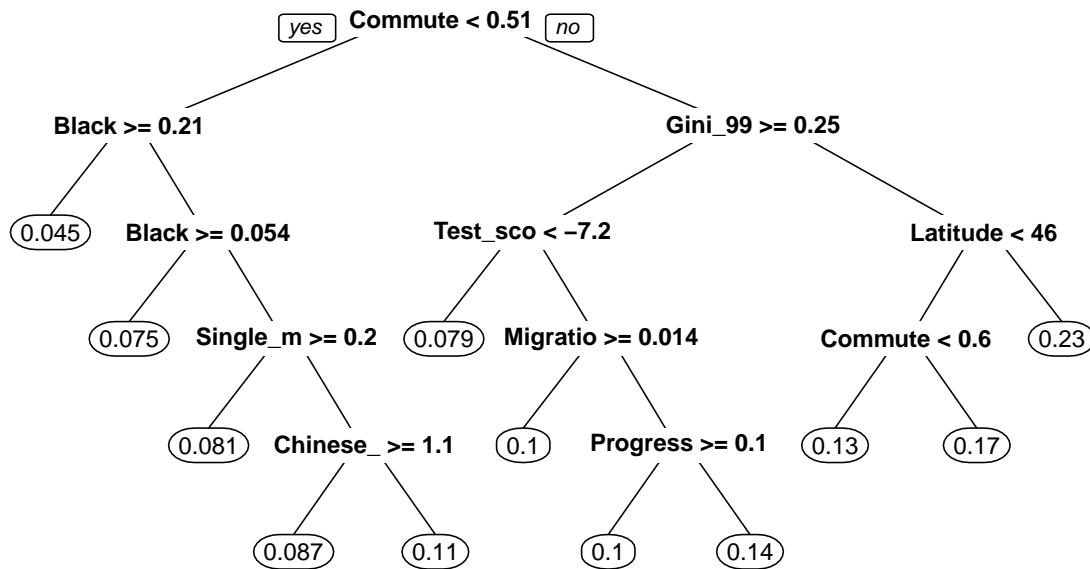 yes Commute < 0.51 no
Black >= 0.21 Gini_99 >= 0.25
0.045 Black >= 0.054 Test_sco < −7.2 Latitude < 46
0.075 Single_m >= 0.2 0.079 Migratio >= 0.014 Commute < 0.6 0.23
0.081 Chinese_ >= 1.1 0.1 Progress >= 0.1 0.13 0.17
0.087 0.11 0.1 0.14